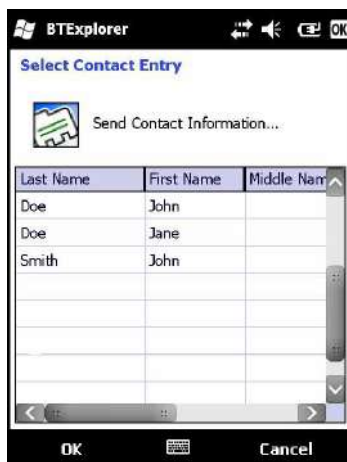 BTExplorer OK
Select Contact Entry
Send Contact Information...
Last Name First Name Middle Nam
Doe John
Doe Jane
Smith John
OK Cancel